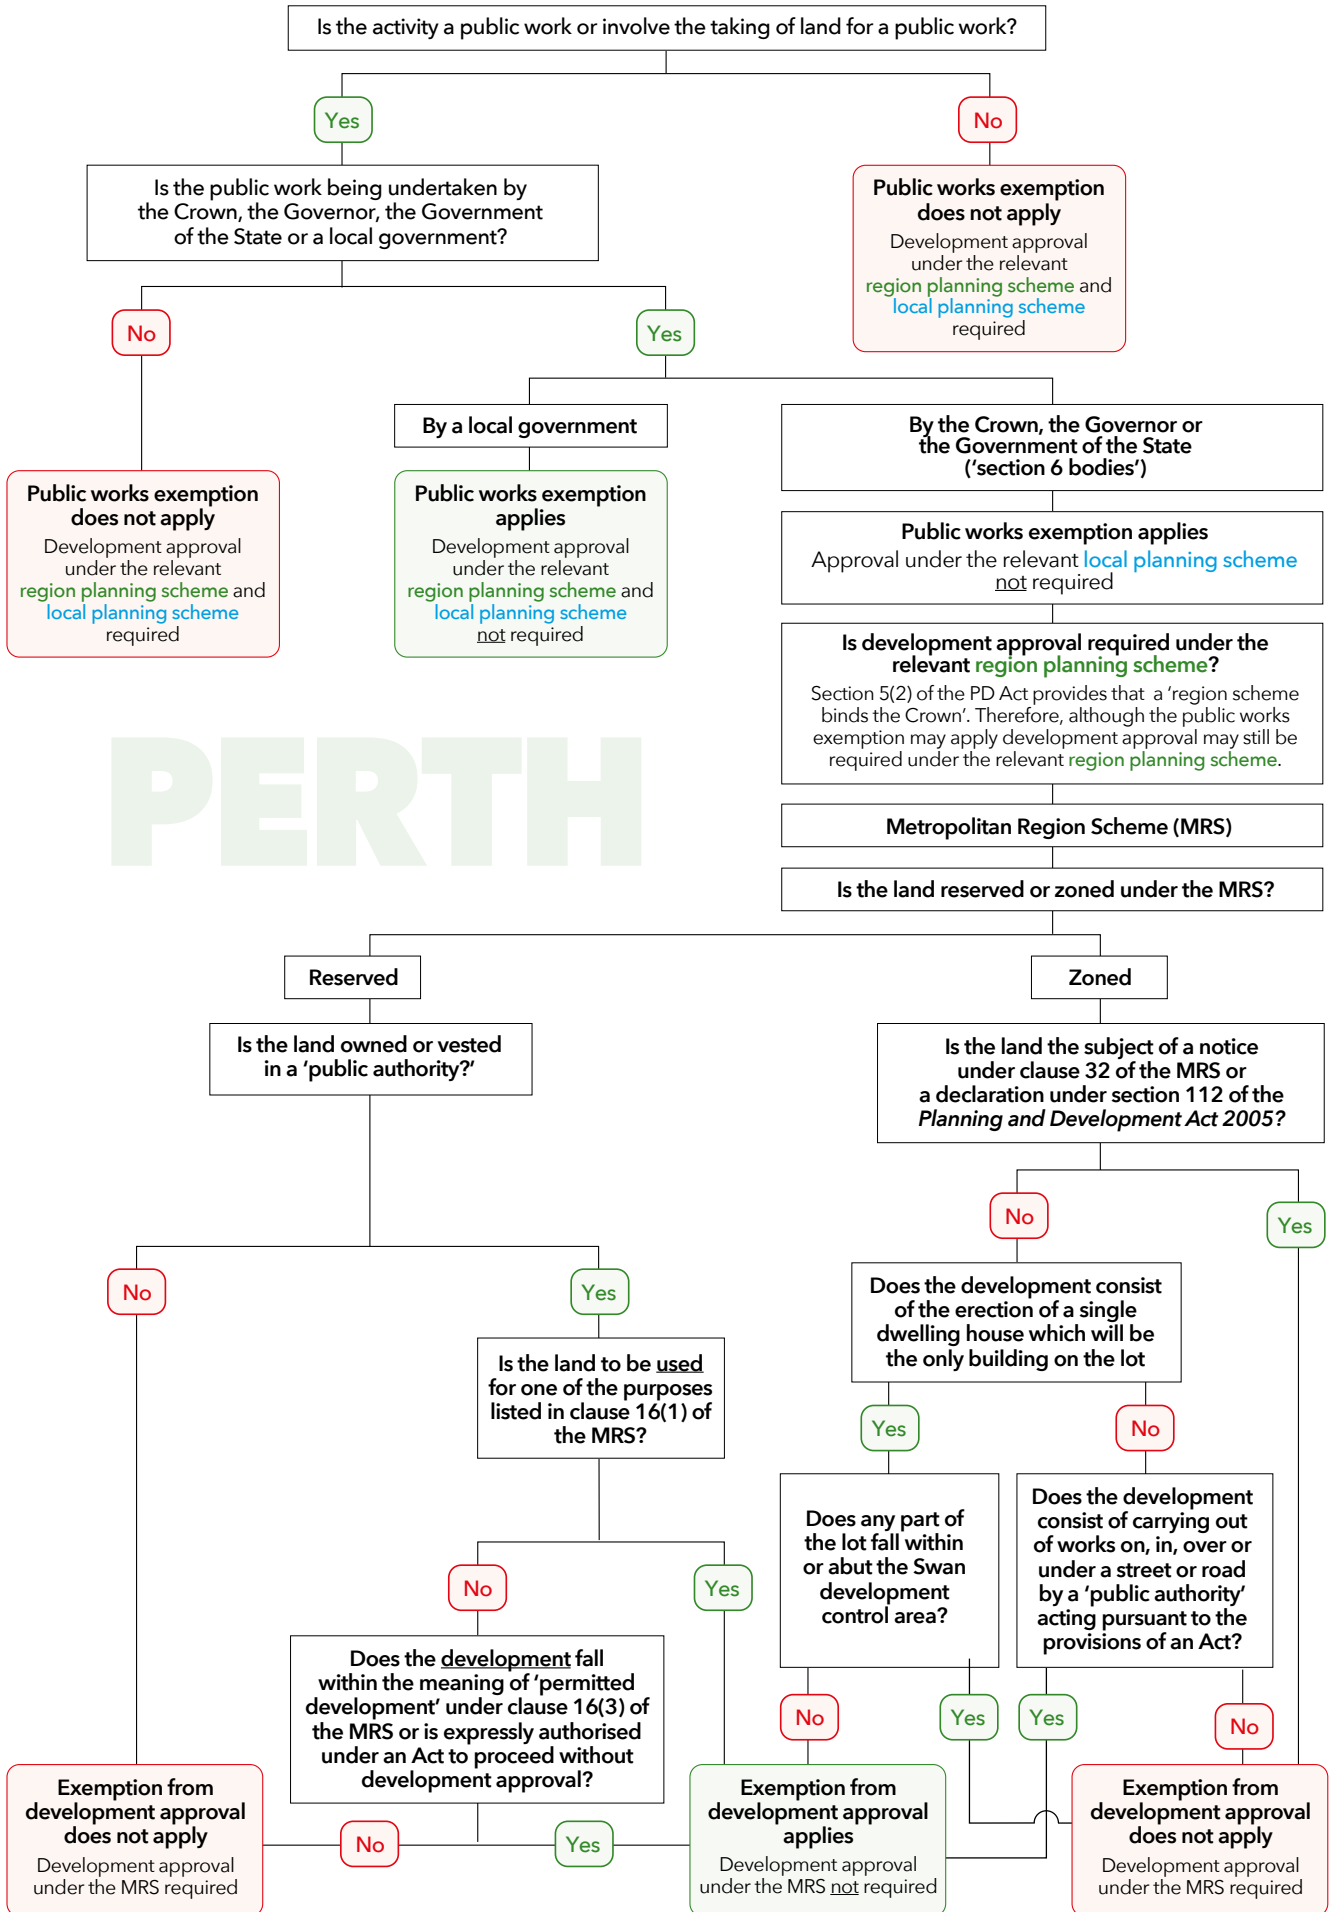 Is the activity a public work or involve the taking of land for a public work?
Yes
No
Is the public work being undertaken by
the Crown, the Governor, the Government
of the State or a local government?
Public works exemption
does not apply
Development approval
under the relevant
region planning scheme and
local planning scheme
required
No
Yes
By a local government
By the Crown, the Governor or
the Government of the State
(‘section 6 bodies’)
Public works exemption
does not apply
Development approval
under the relevant
region planning scheme and
local planning scheme
required
Public works exemption
applies
Development approval
under the relevant
region planning scheme and
local planning scheme
not required
Public works exemption applies
Approval under the relevant local planning scheme
not required
Is development approval required under the
relevant region planning scheme?
Section 5(2) of the PD Act provides that a ‘region scheme
binds the Crown’. Therefore, although the public works
exemption may apply development approval may still be
required under the relevant region planning scheme.
PERTH
Metropolitan Region Scheme (MRS)
Is the land reserved or zoned under the MRS?
Reserved
Zoned
Is the land owned or vested
in a ‘public authority?’
Is the land the subject of a notice
under clause 32 of the MRS or
a declaration under section 112 of the
Planning and Development Act 2005?
No
Yes
No
Yes
Does the development consist
of the erection of a single
dwelling house which will be
the only building on the lot
Is the land to be used
for one of the purposes
listed in clause 16(1) of
the MRS?
Yes
No
Does any part of
the lot fall within
or abut the Swan
development
control area?
Does the development
consist of carrying out
of works on, in, over or
under a street or road
by a ‘public authority’
acting pursuant to the
provisions of an Act?
No
Yes
Does the development fall
within the meaning of ‘permitted
development’ under clause 16(3) of
the MRS or is expressly authorised
under an Act to proceed without
development approval?
No
Yes
Yes
No
Exemption from
development approval
does not apply
Development approval
under the MRS required
No
Yes
Exemption from
development approval
applies
Development approval
under the MRS not required
Exemption from
development approval
does not apply
Development approval
under the MRS required